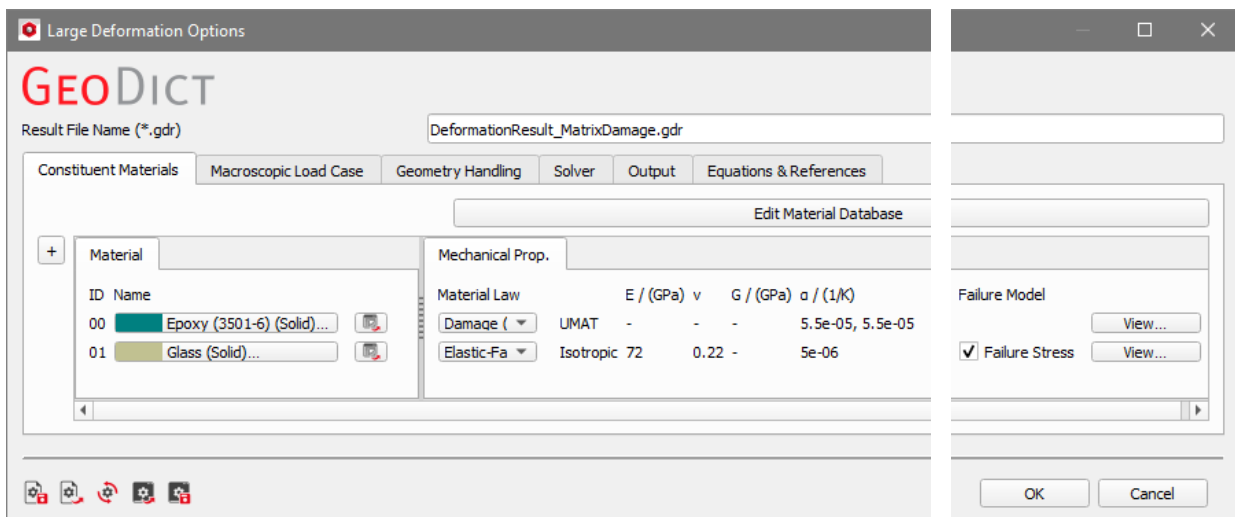 Large Deformation Options
GEODICT
Result File Name (*.gdr) DeformationResult_MatrixDamage.gdr
Constituent Materials Macroscopic Load Case Geometry Handling Solver Output Equations & References
Edit Material Database
+ Material Mechanical Prop.
ID Name Material Law E / (GPa) ν G / (GPa) α / (1/K) Failure Model
00 Epoxy (3501-6) (Solid)... Damage ( UMAT - - - 5.5e-05, 5.5e-05 View...
01 Glass (Solid)... Elastic-Fa Isotropic 72 0.22 - 5e-06 Failure Stress View...
OK Cancel